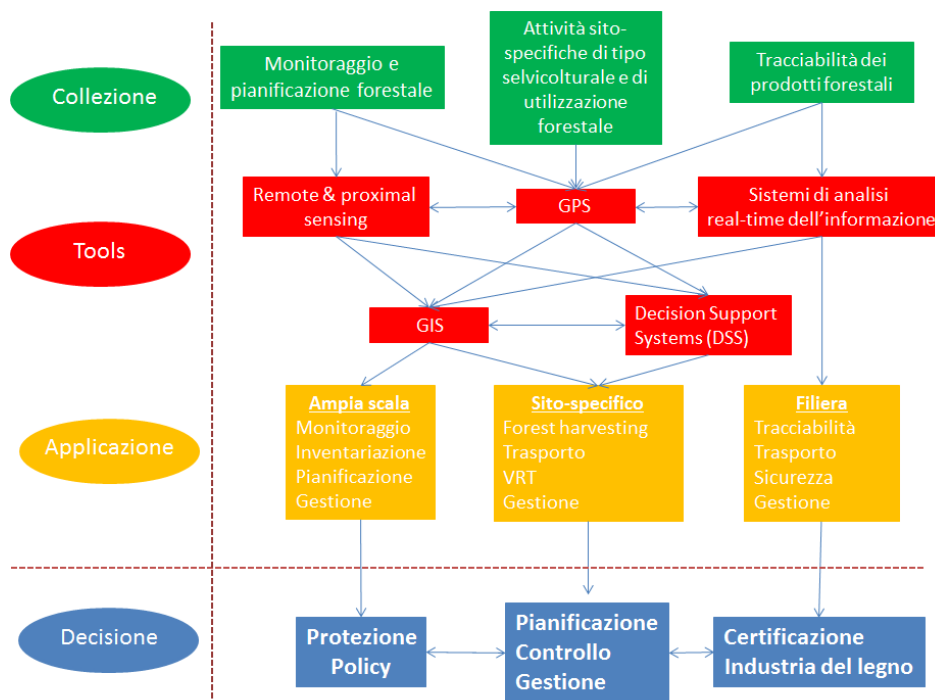 Collezione
Monitoraggio e
pianificazione forestale
Attività sito-
specifiche di tipo
selvicolturale e di
utilizzazione
forestale
Tracciabilità dei
prodotti forestali
Tools
Remote & proximal
sensing
GPS
Sistemi di analisi
real-time dell'informazione
GIS
Decision Support
Systems (DSS)
Applicazione
Ampia scala
Monitoraggio
Inventariazione
Pianificazione
Gestione
Sito-specifico
Forest harvesting
Trasporto
VRT
Gestione
Filiera
Tracciabilità
Trasporto
Sicurezza
Gestione
Decisione
Protezione
Policy
Pianificazione
Controllo
Gestione
Certificazione
Industria del legno